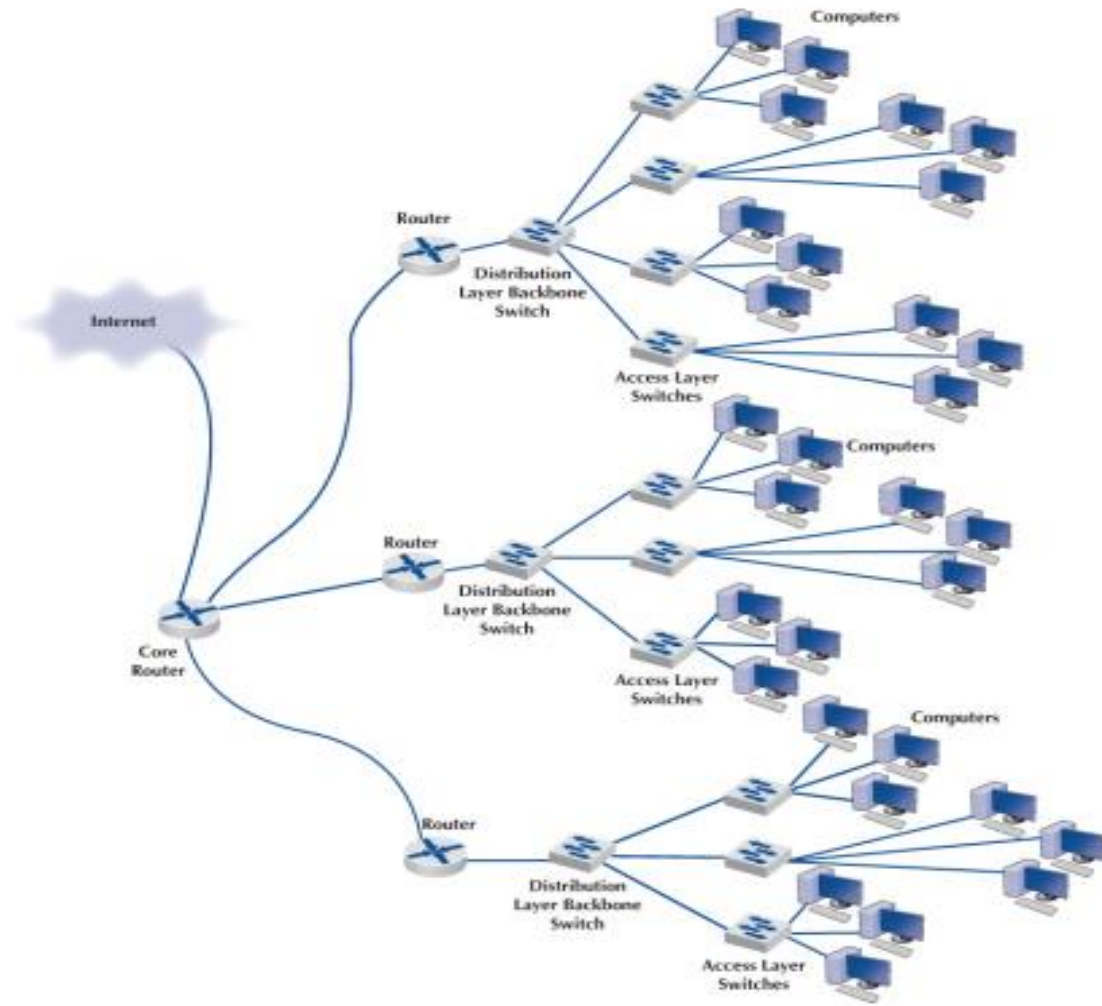 Computers
Router
Distribution
Layer Backbone
Switch
Internet
Access Layer
Switches
Computers
Router
Distribution
Layer Backbone
Switch
Core
Router
Access Layer
Switches
Computers
Router
Distribution
Layer Backbone
Switch
Access Layer
Switches